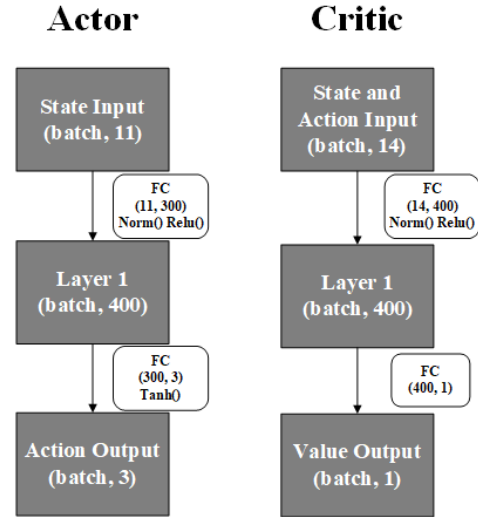 Actor
State Input
(batch, 11)
FC
(11, 300)
Norm() Relu()
Layer 1
(batch, 400)
FC
(300, 3)
Tanh()
Action Output
(batch, 3)
Critic
State and
Action Input
(batch, 14)
FC
(14, 400)
Norm() Relu()
Layer 1
(batch, 400)
FC
(400, 1)
Value Output
(batch, 1)